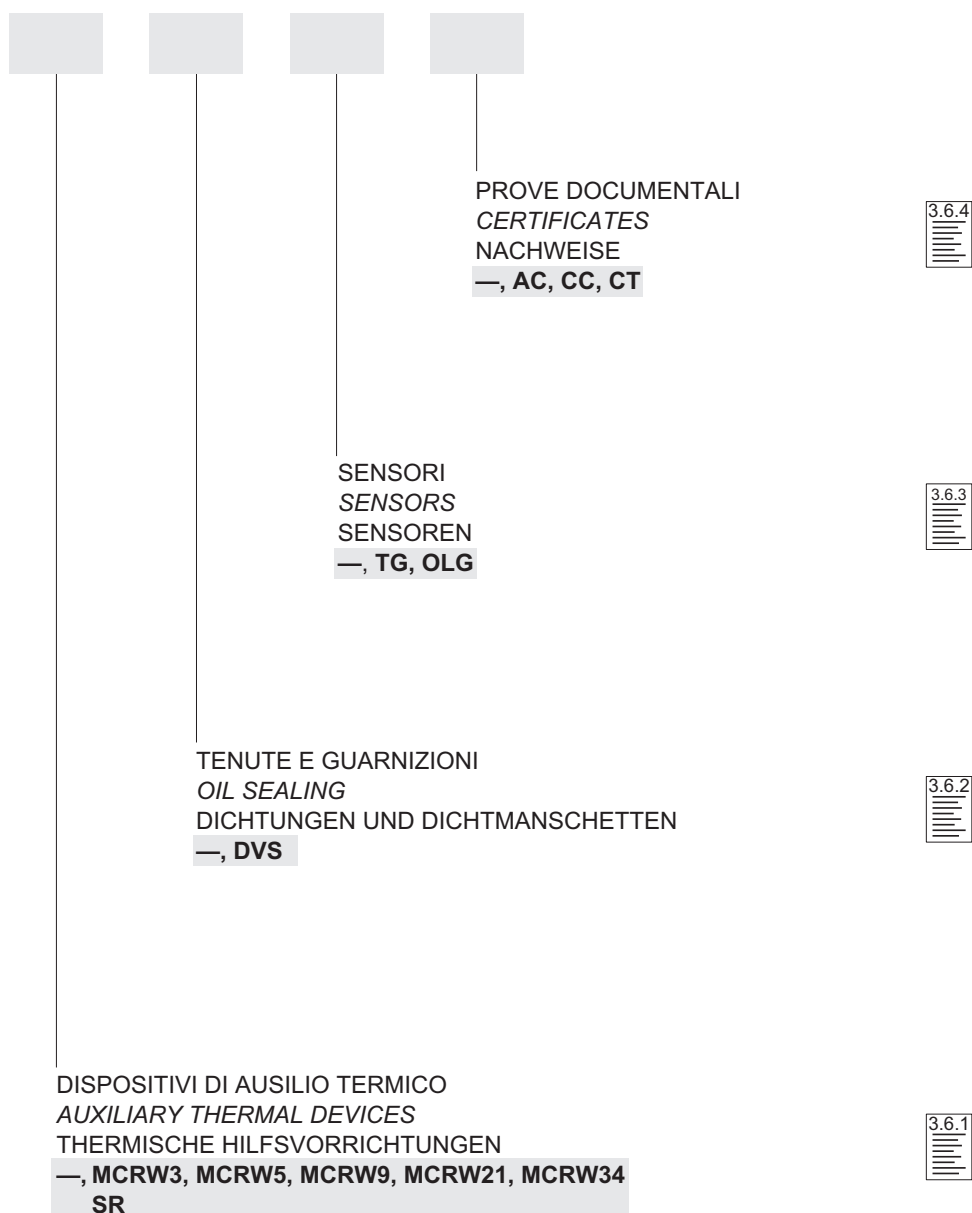 PROVE DOCUMENTALI
CERTIFICATES
NACHWEISE
—, AC, CC, CT
3.6.4
SENSORI
SENSORS
SENSOREN
—, TG, OLG
3.6.3
TENUTE E GUARNIZIONI
OIL SEALING
DICHTUNGEN UND DICHTMANSCHETTEN
—, DVS
3.6.2
DISPOSITIVI DI AUSILIO TERMICO
AUXILIARY THERMAL DEVICES
THERMISCHE HILFSVORRICHTUNGEN
—, MCRW3, MCRW5, MCRW9, MCRW21, MCRW34
SR
3.6.1